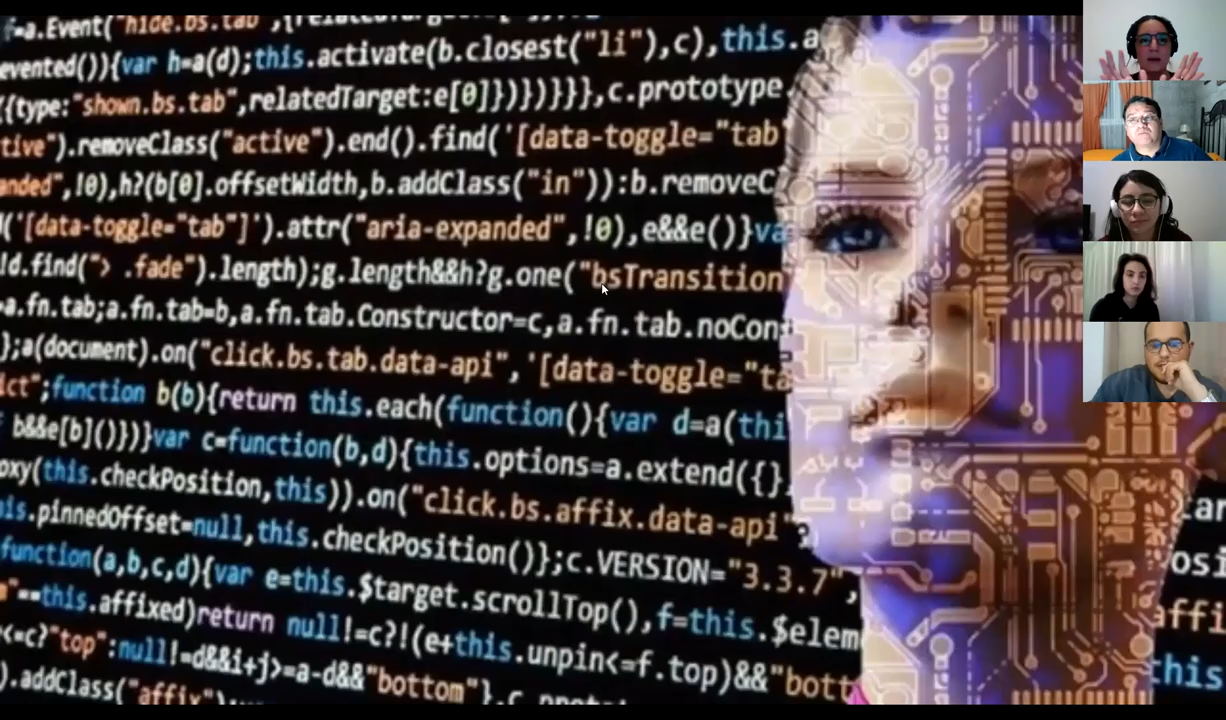 =a.Event("hide.bs.tab",{relatedTarget:
evented()){var h=a(d);this.activate(b.closest("li"),c),this.a
({type:"shown.bs.tab",relatedTarget:e[0]})})}}},c.prototype.
tive").removeClass("active").end().find('[data-toggle="tab"
anded",!0),h?(b[0].offsetWidth,b.addClass("in")):b.removeC
('[data-toggle="tab"]').attr("aria-expanded",!0),e&&e()}va
!d.find("> .fade").length);g.length&&h?g.one("bsTransition
a.fn.tab;a.fn.tab=b,a.fn.tab.Constructor=c,a.fn.tab.noCon
};a(document).on("click.bs.tab.data-api",'[data-toggle="ta
ict";function b(b){return this.each(function(){var d=a(thi
b&&e[b]()})}var c=function(b,d){this.options=a.extend({}
oxy(this.checkPosition,this)).on("click.bs.affix.data-api"
is.pinnedOffset=null,this.checkPosition()};c.VERSION="3.3.7",
function(a,b,c,d){var e=this.$target.scrollTop(),f=this.$elem
"==this.affixed)return null!=c?!(e+this.unpin<=f.top)&&"bott
<=c?"top":null!=d&&i+j>=a-d&&"bottom"},c.
).addClass("affix")